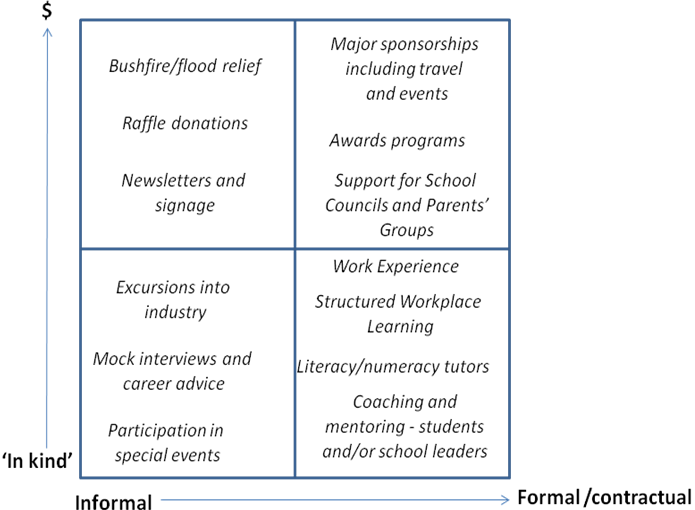 $
Bushfire/flood relief
Raffle donations
Newsletters and
signage
Major sponsorships
including travel
and events
Awards programs
Support for School
Councils and Parents’
Groups
Excursions into
industry
Mock interviews and
career advice
Participation in
special events
Work Experience
Structured Workplace
Learning
Literacy/numeracy tutors
Coaching and
mentoring - students
and/or school leaders
‘In kind’
Informal
Formal/contractual